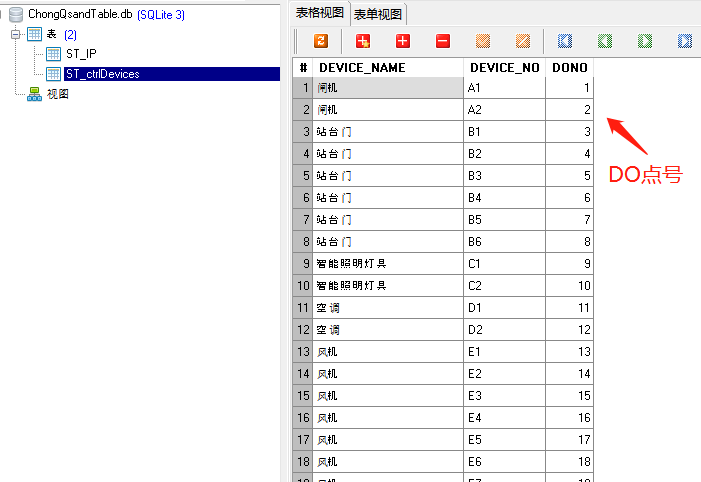 ChongQsandTable.db (SQLite 3)
表 (2)
ST_IP
ST_ctrlDevices
视图
表格视图 表单视图
# DEVICE_NAME DEVICE_NO DONO
1 闸机 A1 1
2 闸机 A2 2
3 站台门 B1 3
4 站台门 B2 4
5 站台门 B3 5
6 站台门 B4 6
7 站台门 B5 7
8 站台门 B6 8
9 智能照明灯具 C1 9
10 智能照明灯具 C2 10
11 空调 D1 11
12 空调 D2 12
13 风机 E1 13
14 风机 E2 14
15 风机 E3 15
16 风机 E4 16
17 风机 E5 17
18 风机 E6 18
DO点号